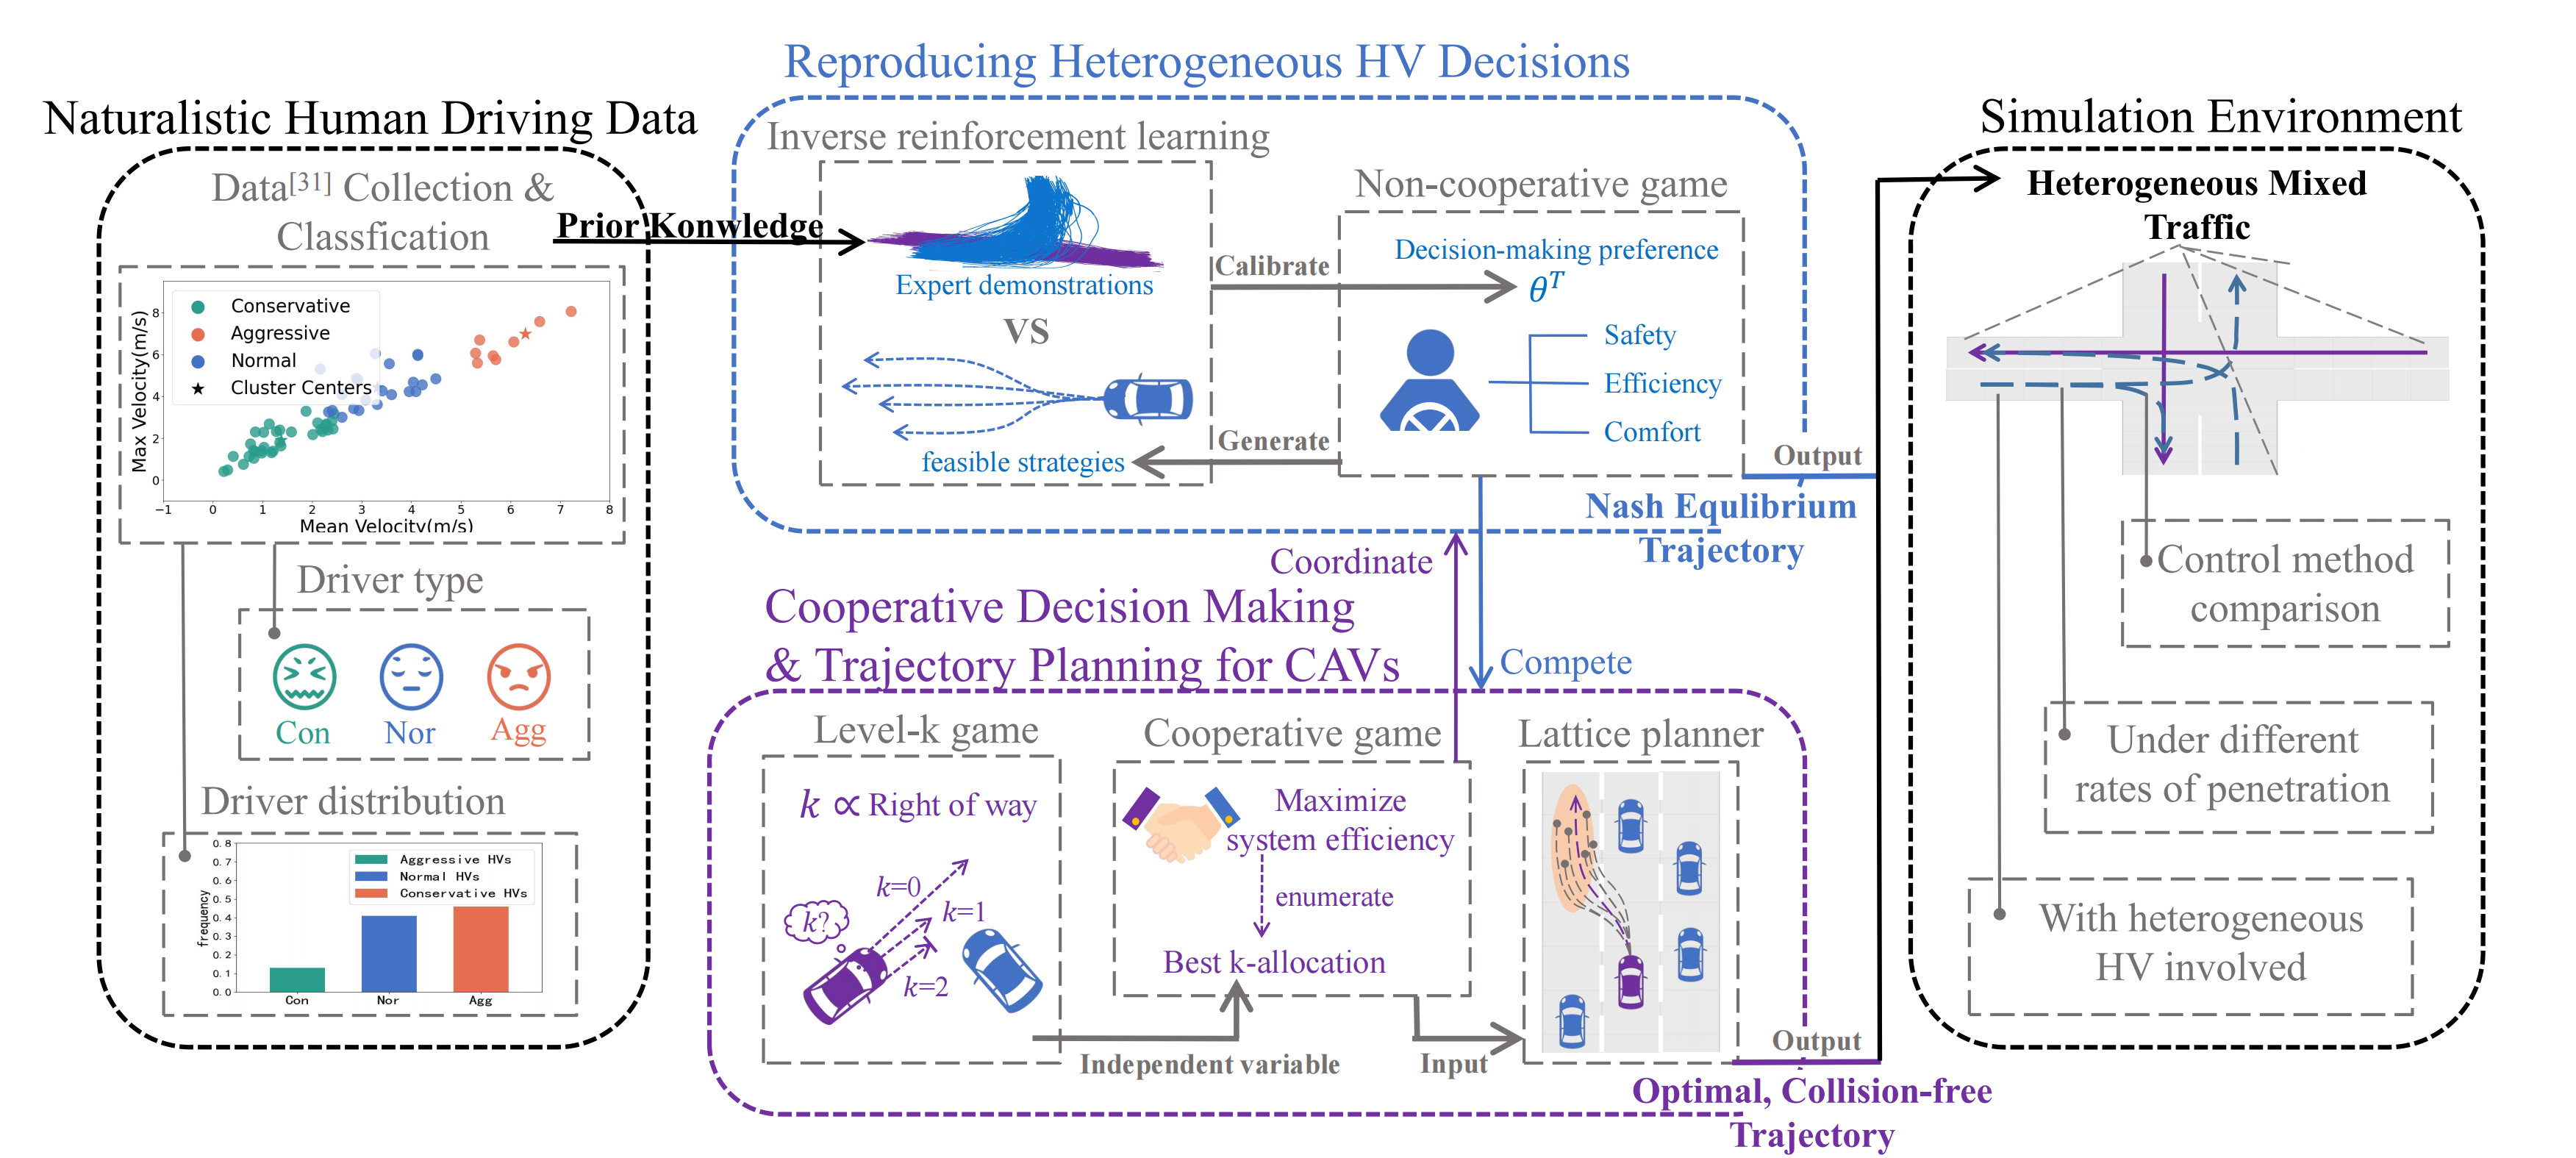 Naturalistic Human Driving Data
Data[31] Collection &
Classfication
Conservative
Aggressive
Normal
Cluster Centers
Max Velocity(m/s)
8
6
4
2
0
−1 0 1 2 3 4 5 6 7 8
Mean Velocity(m/s)
Driver type
Con Nor Agg
Driver distribution
Aggressive HVs
Normal HVs
Conservative HVs
frequency
0.8
0.7
0.6
0.5
0.4
0.3
0.2
0.1
0.0
Con Nor Agg
Prior Konwledge
Reproducing Heterogeneous HV Decisions
Inverse reinforcement learning
Expert demonstrations
VS
feasible strategies
Calibrate
Generate
Non-cooperative game
Decision-making preference
θ^T
Safety
Efficiency
Comfort
Output
Nash Equlibrium
Trajectory
Coordinate
Compete
Cooperative Decision Making
& Trajectory Planning for CAVs
Level-k game
k ∝ Right of way
k?
k=0
k=1
k=2
Independent variable
Cooperative game
Maximize
system efficiency
enumerate
Best k-allocation
Input
Lattice planner
Output
Optimal, Collision-free
Trajectory
Simulation Environment
Heterogeneous Mixed
Traffic
Control method
comparison
Under different
rates of penetration
With heterogeneous
HV involved